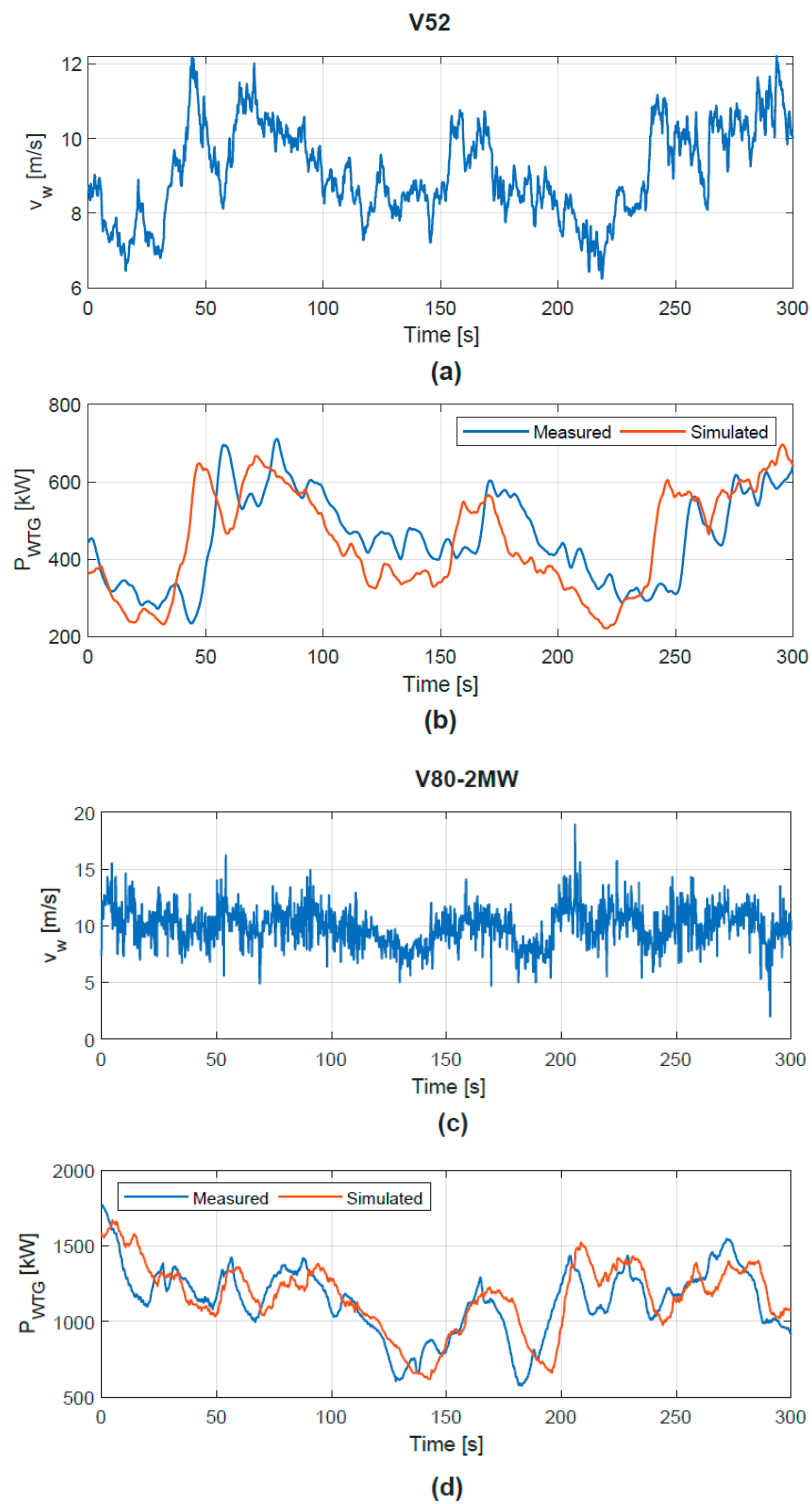 V52
12
10
8
6
v_w [m/s]
0 50 100 150 200 250 300
Time [s]
(a)
800
600
400
200
P_WTG [kW]
Measured Simulated
0 50 100 150 200 250 300
Time [s]
(b)
V80-2MW
20
15
10
5
0
v_w [m/s]
0 50 100 150 200 250 300
Time [s]
(c)
2000
1500
1000
500
P_WTG [kW]
Measured Simulated
0 50 100 150 200 250 300
Time [s]
(d)